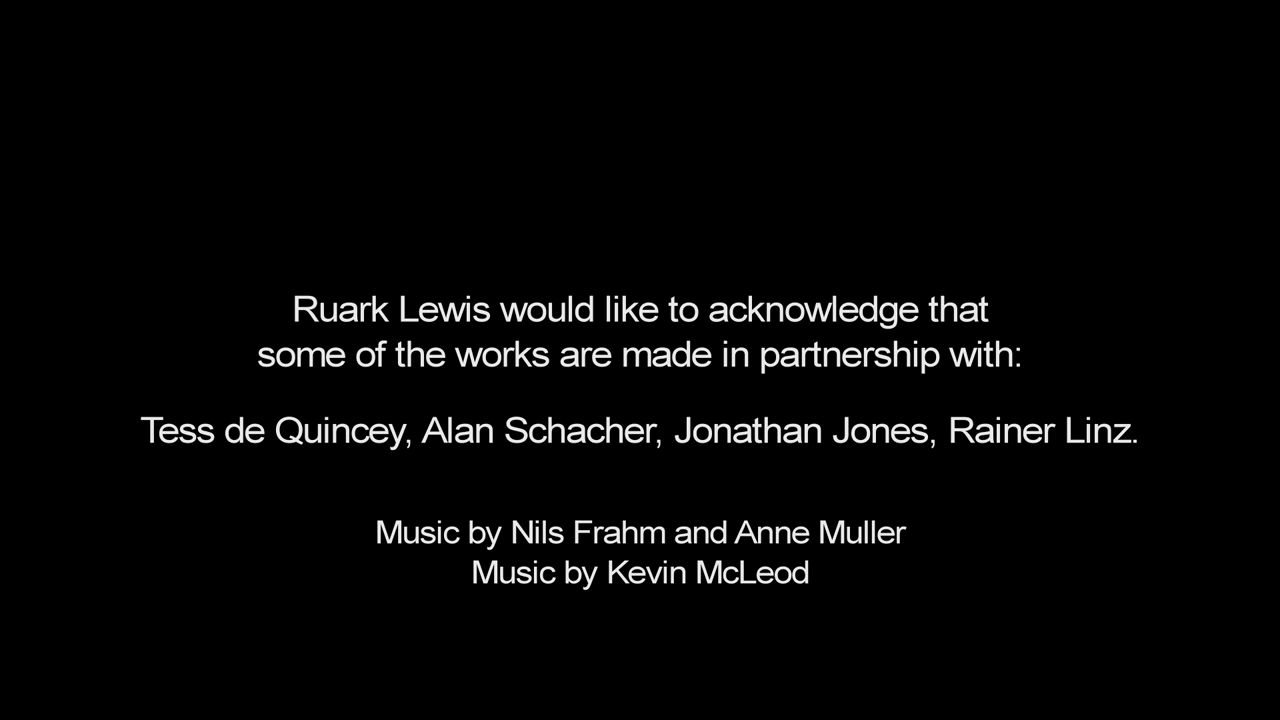 Ruark Lewis would like to acknowledge that
some of the works are made in partnership with:
Tess de Quincey, Alan Schacher, Jonathan Jones, Rainer Linz.
Music by Nils Frahm and Anne Muller
Music by Kevin McLeod